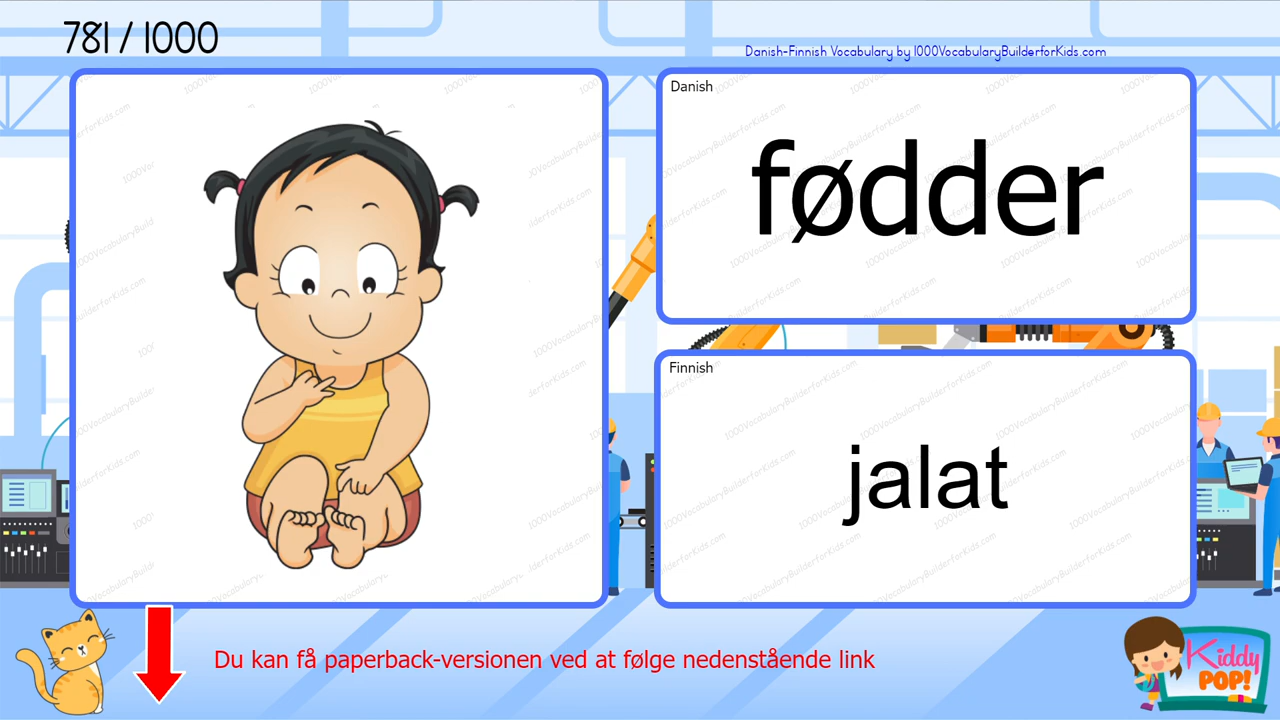 781 / 1000
Danish-Finnish Vocabulary by 1000VocabularyBuilderforKids.com
Danish
fødder
Finnish
jalat
Du kan få paperback-versionen ved at følge nedenstående link
Kiddy
POP!